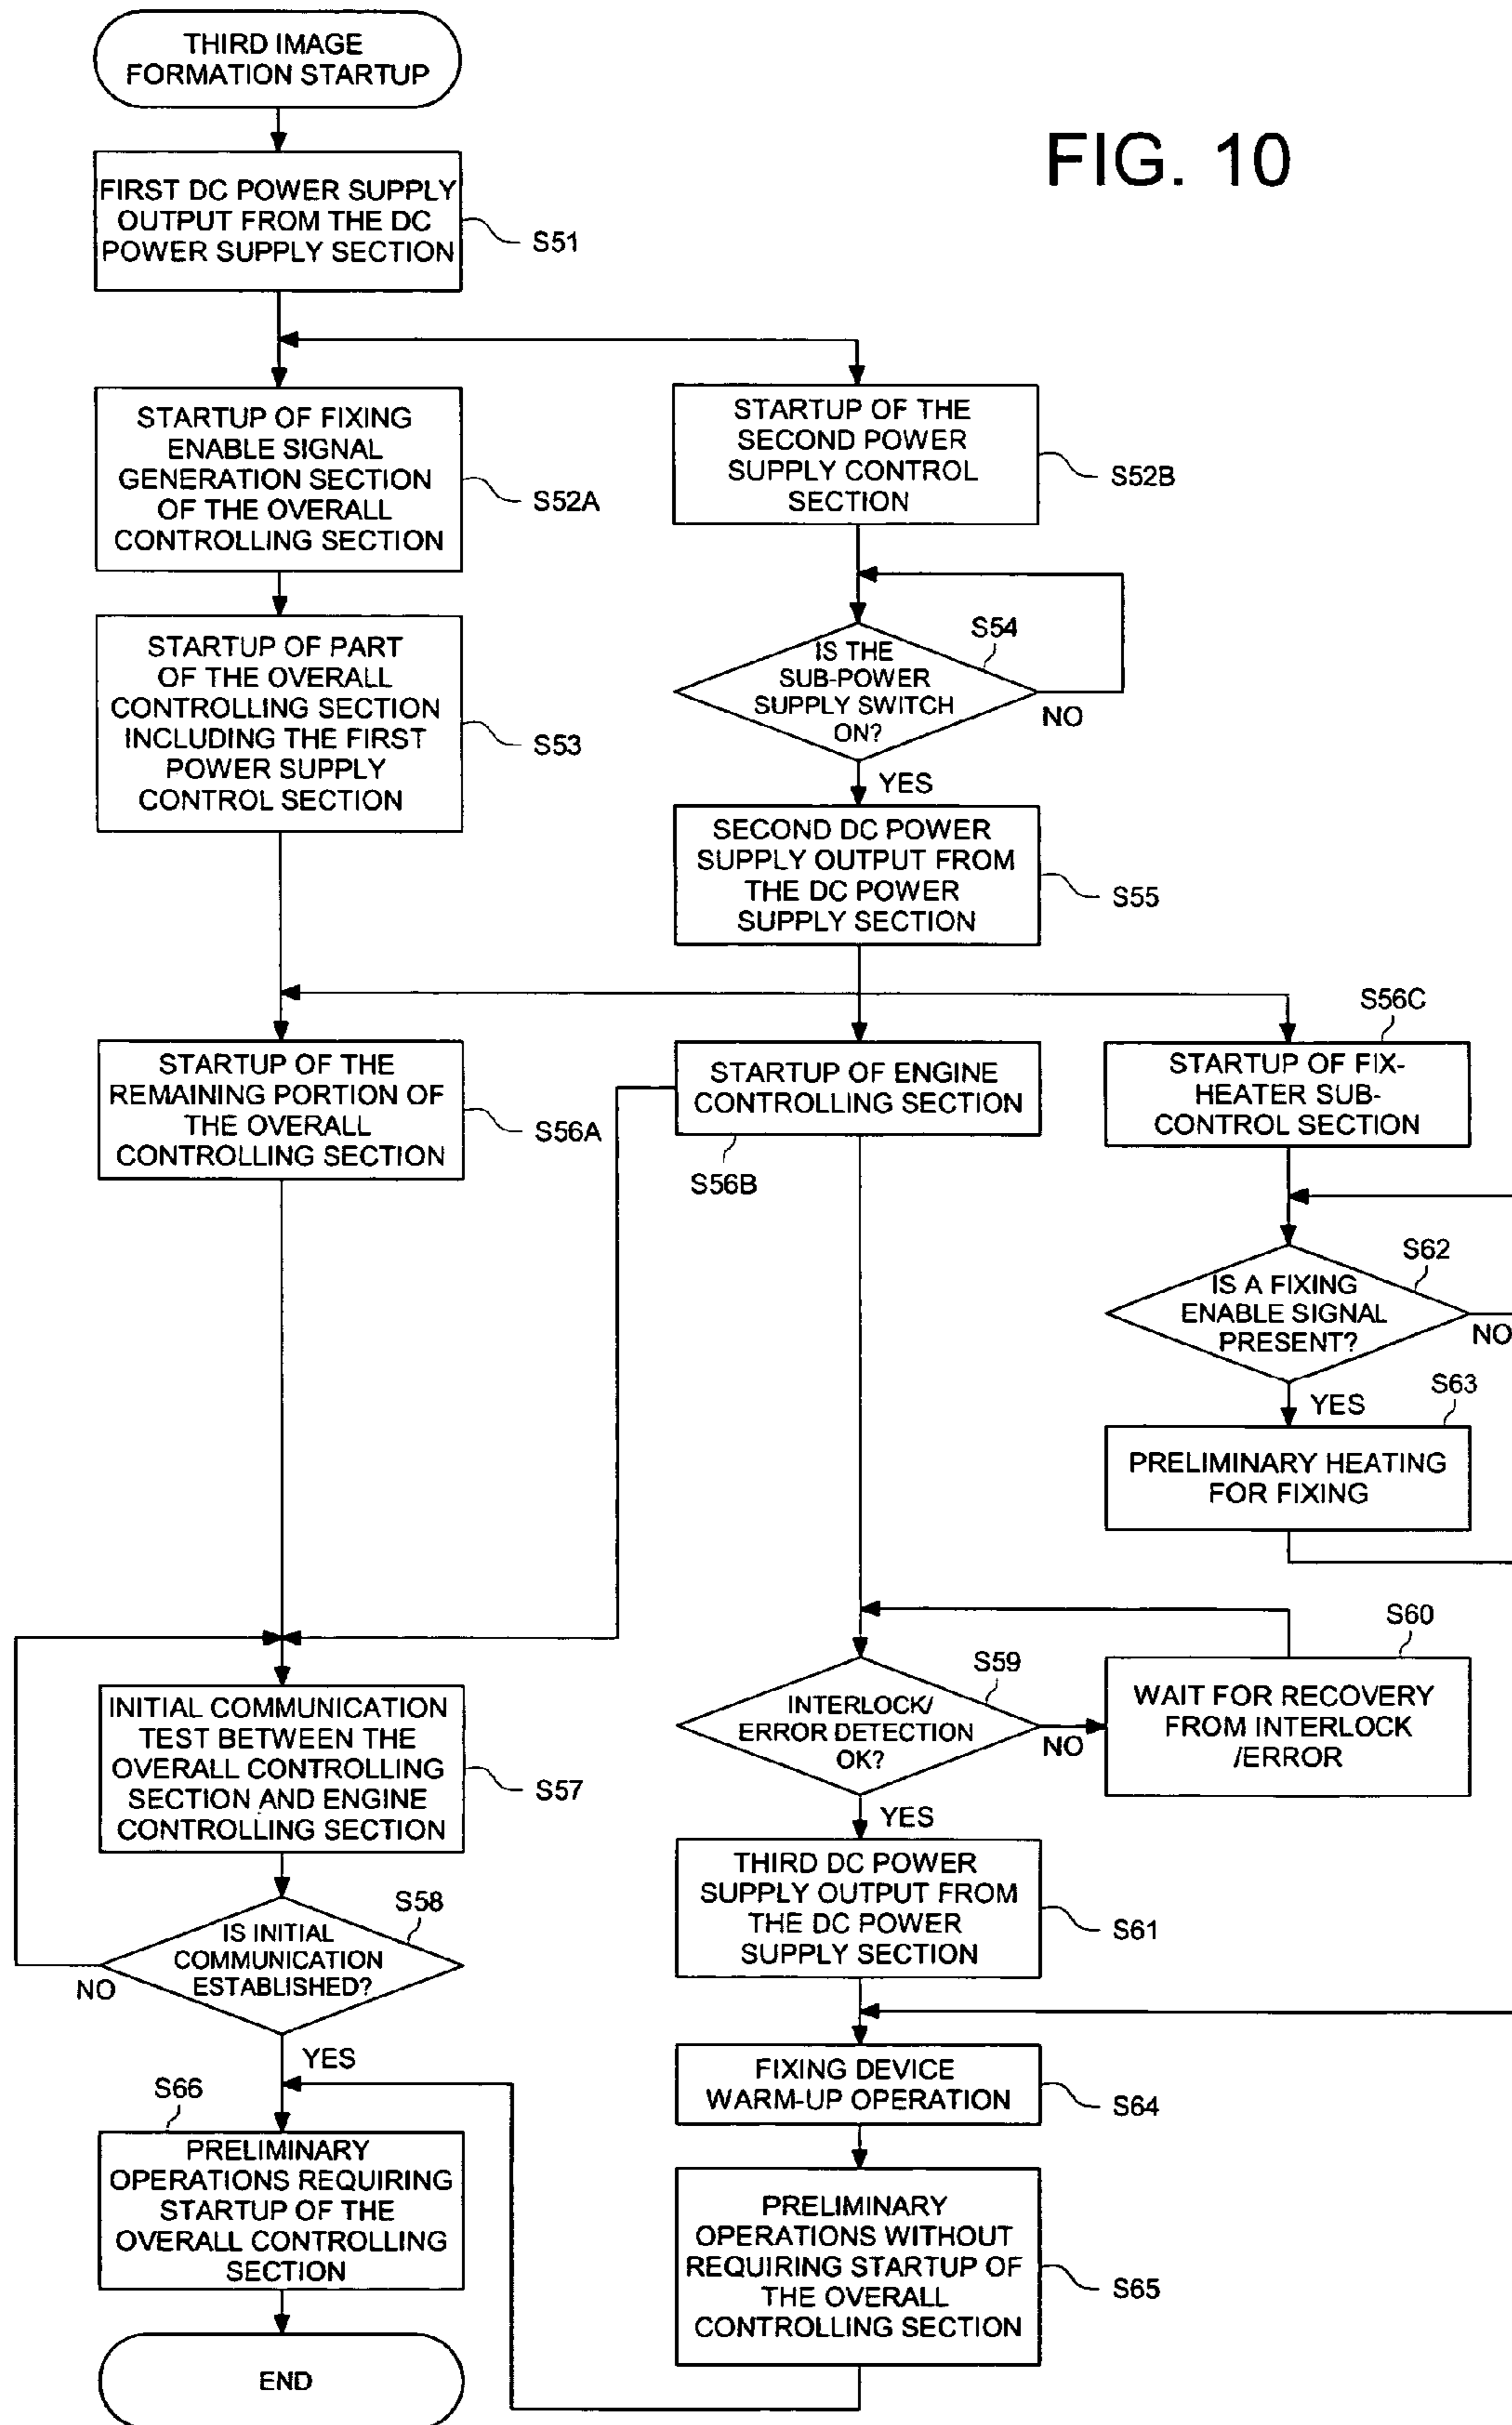 THIRD IMAGE
FORMATION STARTUP
FIG. 10
FIRST DC POWER SUPPLY
OUTPUT FROM THE DC
POWER SUPPLY SECTION
S51
STARTUP OF FIXING
ENABLE SIGNAL
GENERATION SECTION
OF THE OVERALL
CONTROLLING SECTION
S52A
STARTUP OF THE
SECOND POWER
SUPPLY CONTROL
SECTION
S52B
STARTUP OF PART
OF THE OVERALL
CONTROLLING SECTION
INCLUDING THE FIRST
POWER SUPPLY
CONTROL SECTION
S53
S54
IS THE
SUB-POWER
SUPPLY SWITCH
ON?
NO
YES
SECOND DC POWER
SUPPLY OUTPUT FROM
THE DC POWER
SUPPLY SECTION
S55
STARTUP OF THE
REMAINING PORTION OF
THE OVERALL
CONTROLLING SECTION
S56A
STARTUP OF ENGINE
CONTROLLING SECTION
S56B
S56C
STARTUP OF FIX-
HEATER SUB-
CONTROL SECTION
S62
IS A FIXING
ENABLE SIGNAL
PRESENT?
NO
YES
S63
PRELIMINARY HEATING
FOR FIXING
INITIAL COMMUNICATION
TEST BETWEEN THE
OVERALL CONTROLLING
SECTION AND ENGINE
CONTROLLING SECTION
S57
S59
INTERLOCK/
ERROR DETECTION
OK?
NO
YES
S60
WAIT FOR RECOVERY
FROM INTERLOCK
/ERROR
S58
IS INITIAL
COMMUNICATION
ESTABLISHED?
NO
YES
THIRD DC POWER
SUPPLY OUTPUT FROM
THE DC POWER
SUPPLY SECTION
S61
FIXING DEVICE
WARM-UP OPERATION
S64
S66
PRELIMINARY
OPERATIONS REQUIRING
STARTUP OF THE
OVERALL CONTROLLING
SECTION
PRELIMINARY
OPERATIONS WITHOUT
REQUIRING STARTUP OF
THE OVERALL
CONTROLLING SECTION
S65
END